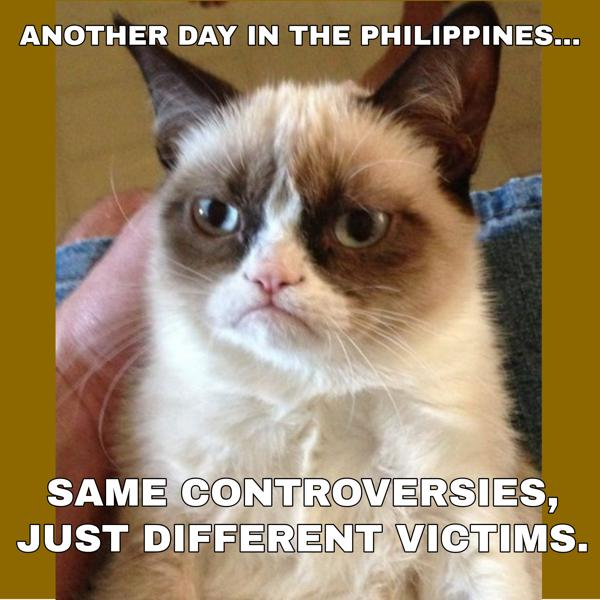 ANOTHER DAY IN THE PHILIPPINES...
SAME CONTROVERSIES,
JUST DIFFERENT VICTIMS.